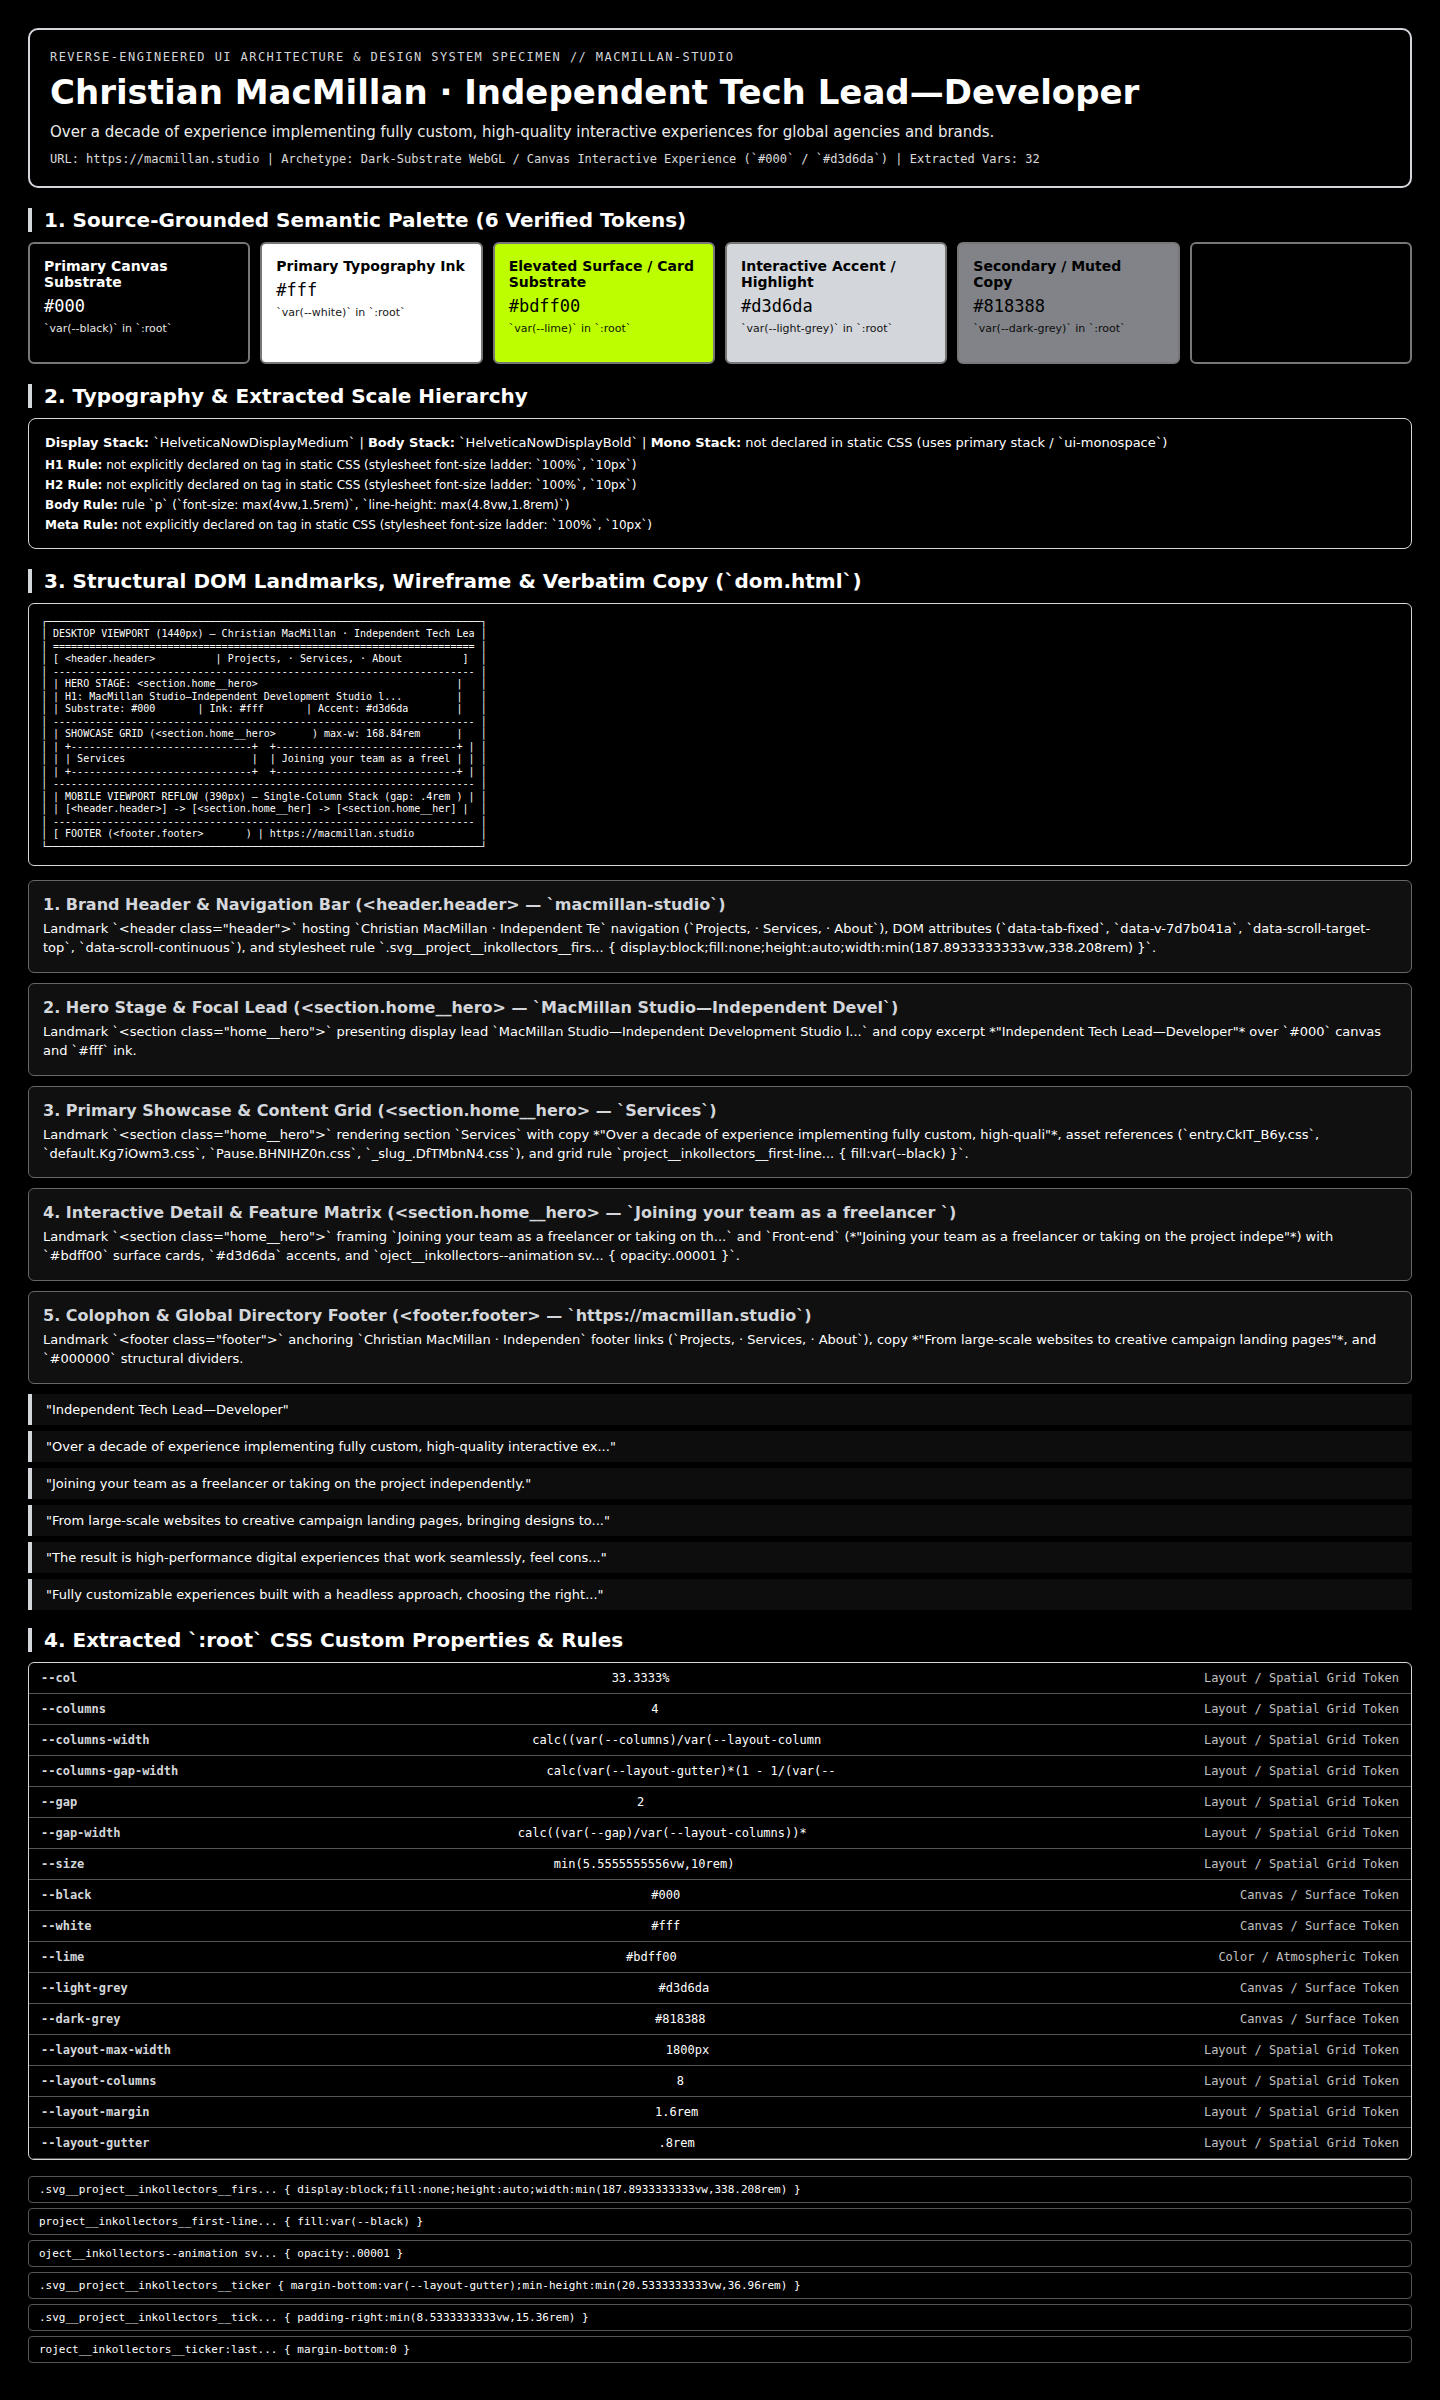 REVERSE-ENGINEERED UI ARCHITECTURE & DESIGN SYSTEM SPECIMEN // MACMILLAN-STUDIO
Christian MacMillan · Independent Tech Lead—Developer
Over a decade of experience implementing fully custom, high-quality interactive experiences for global agencies and brands.
URL: https://macmillan.studio | Archetype: Dark-Substrate WebGL / Canvas Interactive Experience (`#000` / `#d3d6da`) | Extracted Vars: 32
1. Source-Grounded Semantic Palette (6 Verified Tokens)
Primary Canvas
Substrate
#000
`var(--black)` in `:root`
Primary Typography Ink
#fff
`var(--white)` in `:root`
Elevated Surface / Card
Substrate
#bdff00
`var(--lime)` in `:root`
Interactive Accent /
Highlight
#d3d6da
`var(--light-grey)` in `:root`
Secondary / Muted
Copy
#818388
`var(--dark-grey)` in `:root`
2. Typography & Extracted Scale Hierarchy
Display Stack: `HelveticaNowDisplayMedium` | Body Stack: `HelveticaNowDisplayBold` | Mono Stack: not declared in static CSS (uses primary stack / `ui-monospace`)
H1 Rule: not explicitly declared on tag in static CSS (stylesheet font-size ladder: `100%`, `10px`)
H2 Rule: not explicitly declared on tag in static CSS (stylesheet font-size ladder: `100%`, `10px`)
Body Rule: rule `p` (`font-size: max(4vw,1.5rem)`, `line-height: max(4.8vw,1.8rem)`)
Meta Rule: not explicitly declared on tag in static CSS (stylesheet font-size ladder: `100%`, `10px`)
3. Structural DOM Landmarks, Wireframe & Verbatim Copy (`dom.html`)
DESKTOP VIEWPORT (1440px) — Christian MacMillan · Independent Tech Lea
======================================================================
[ <header.header>          | Projects, · Services, · About          ]
----------------------------------------------------------------------
| HERO STAGE: <section.home__hero>                                 |
| H1: MacMillan Studio—Independent Development Studio l...         |
| Substrate: #000       | Ink: #fff       | Accent: #d3d6da        |
----------------------------------------------------------------------
| SHOWCASE GRID (<section.home__hero>      ) max-w: 168.84rem      |
| +------------------------------+  +------------------------------+ |
| | Services                     |  | Joining your team as a freel | |
| +------------------------------+  +------------------------------+ |
----------------------------------------------------------------------
| MOBILE VIEWPORT REFLOW (390px) — Single-Column Stack (gap: .4rem ) |
| [<header.header>] -> [<section.home__her] -> [<section.home__her] |
----------------------------------------------------------------------
[ FOOTER (<footer.footer>       ) | https://macmillan.studio
1. Brand Header & Navigation Bar (<header.header> — `macmillan-studio`)
Landmark `<header class="header">` hosting `Christian MacMillan · Independent Te` navigation (`Projects, · Services, · About`), DOM attributes (`data-tab-fixed`, `data-v-7d7b041a`, `data-scroll-target-
top`, `data-scroll-continuous`), and stylesheet rule `.svg__project__inkollectors__firs... { display:block;fill:none;height:auto;width:min(187.8933333333vw,338.208rem) }`.
2. Hero Stage & Focal Lead (<section.home__hero> — `MacMillan Studio—Independent Devel`)
Landmark `<section class="home__hero">` presenting display lead `MacMillan Studio—Independent Development Studio l...` and copy excerpt *"Independent Tech Lead—Developer"* over `#000` canvas
and `#fff` ink.
3. Primary Showcase & Content Grid (<section.home__hero> — `Services`)
Landmark `<section class="home__hero">` rendering section `Services` with copy *"Over a decade of experience implementing fully custom, high-quali"*, asset references (`entry.CkIT_B6y.css`,
`default.Kg7iOwm3.css`, `Pause.BHNIHZ0n.css`, `_slug_.DfTMbnN4.css`), and grid rule `project__inkollectors__first-line... { fill:var(--black) }`.
4. Interactive Detail & Feature Matrix (<section.home__hero> — `Joining your team as a freelancer `)
Landmark `<section class="home__hero">` framing `Joining your team as a freelancer or taking on th...` and `Front-end` (*"Joining your team as a freelancer or taking on the project indepe"*) with
`#bdff00` surface cards, `#d3d6da` accents, and `oject__inkollectors--animation sv... { opacity:.00001 }`.
5. Colophon & Global Directory Footer (<footer.footer> — `https://macmillan.studio`)
Landmark `<footer class="footer">` anchoring `Christian MacMillan · Independen` footer links (`Projects, · Services, · About`), copy *"From large-scale websites to creative campaign landing pages"*, and
`#000000` structural dividers.
"Independent Tech Lead—Developer"
"Over a decade of experience implementing fully custom, high-quality interactive ex..."
"Joining your team as a freelancer or taking on the project independently."
"From large-scale websites to creative campaign landing pages, bringing designs to..."
"The result is high-performance digital experiences that work seamlessly, feel cons..."
"Fully customizable experiences built with a headless approach, choosing the right..."
4. Extracted `:root` CSS Custom Properties & Rules
--col 33.3333% Layout / Spatial Grid Token
--columns 4 Layout / Spatial Grid Token
--columns-width calc((var(--columns)/var(--layout-column Layout / Spatial Grid Token
--columns-gap-width calc(var(--layout-gutter)*(1 - 1/(var(-- Layout / Spatial Grid Token
--gap 2 Layout / Spatial Grid Token
--gap-width calc((var(--gap)/var(--layout-columns))* Layout / Spatial Grid Token
--size min(5.5555555556vw,10rem) Layout / Spatial Grid Token
--black #000 Canvas / Surface Token
--white #fff Canvas / Surface Token
--lime #bdff00 Color / Atmospheric Token
--light-grey #d3d6da Canvas / Surface Token
--dark-grey #818388 Canvas / Surface Token
--layout-max-width 1800px Layout / Spatial Grid Token
--layout-columns 8 Layout / Spatial Grid Token
--layout-margin 1.6rem Layout / Spatial Grid Token
--layout-gutter .8rem Layout / Spatial Grid Token
.svg__project__inkollectors__firs... { display:block;fill:none;height:auto;width:min(187.8933333333vw,338.208rem) }
project__inkollectors__first-line... { fill:var(--black) }
oject__inkollectors--animation sv... { opacity:.00001 }
.svg__project__inkollectors__ticker { margin-bottom:var(--layout-gutter);min-height:min(20.5333333333vw,36.96rem) }
.svg__project__inkollectors__tick... { padding-right:min(8.5333333333vw,15.36rem) }
roject__inkollectors__ticker:last... { margin-bottom:0 }